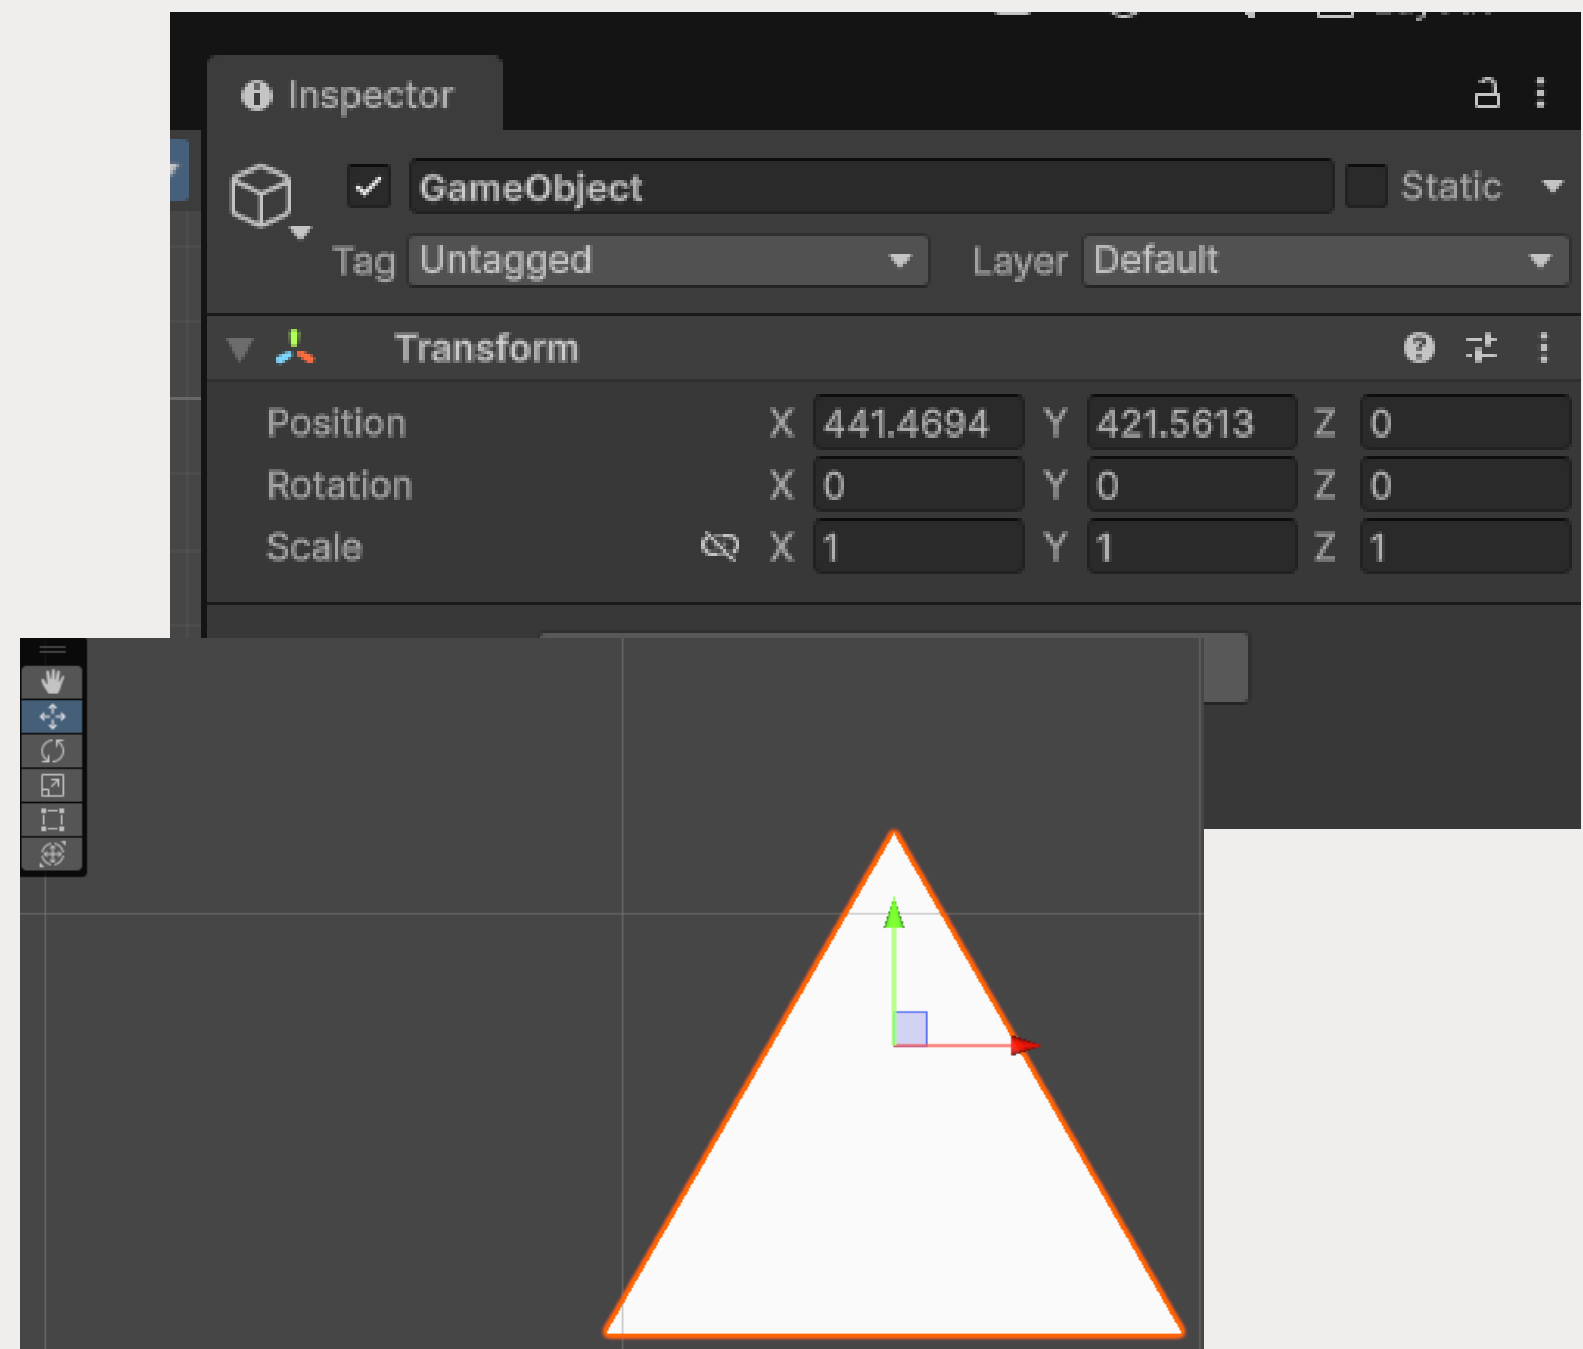 Inspector
GameObject Static
Tag Untagged Layer Default
Transform
Position X 441.4694 Y 421.5613 Z 0
Rotation X 0 Y 0 Z 0
Scale X 1 Y 1 Z 1